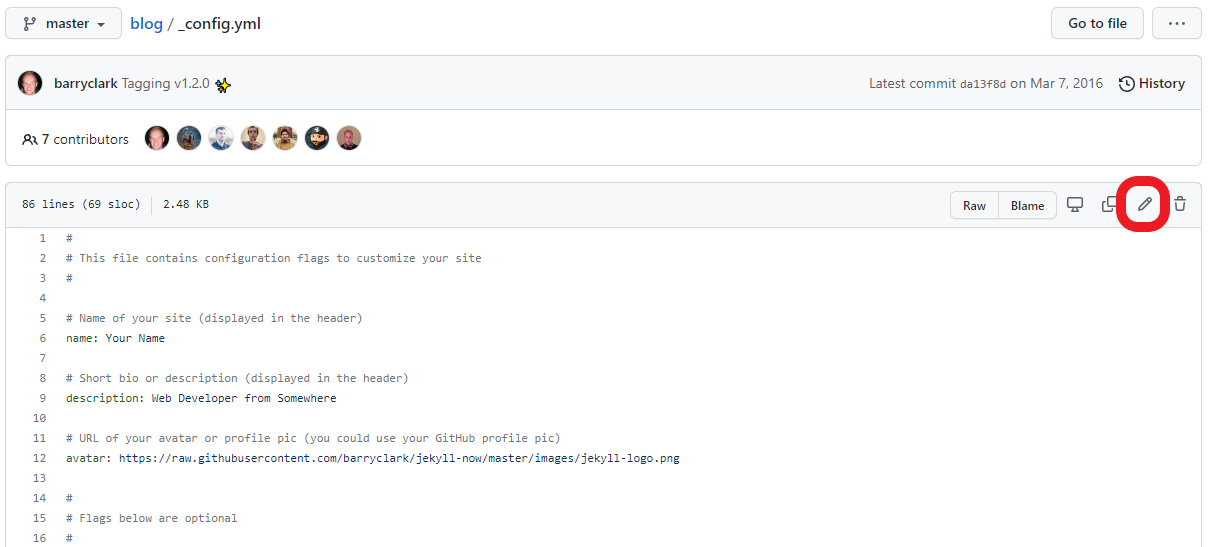 master blog / _config.yml Go to file ...
barryclark Tagging v1.2.0 Latest commit da13f8d on Mar 7, 2016 History
7 contributors
86 lines (69 sloc) 2.48 KB Raw Blame
1 #
2 # This file contains configuration flags to customize your site
3 #
4
5 # Name of your site (displayed in the header)
6 name: Your Name
7
8 # Short bio or description (displayed in the header)
9 description: Web Developer from Somewhere
10
11 # URL of your avatar or profile pic (you could use your GitHub profile pic)
12 avatar: https://raw.githubusercontent.com/barryclark/jekyll-now/master/images/jekyll-logo.png
13
14 #
15 # Flags below are optional
16 #